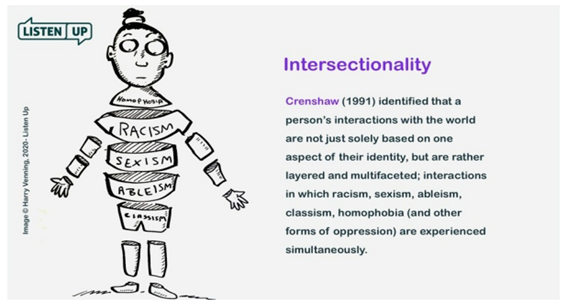 LISTEN UP
HOMOPHOBIA
RACISM
SEXISM
ABLEISM
CLASSISM
Image © Harry Venning, 2020- Listen Up
Intersectionality
Crenshaw (1991) identified that a
person's interactions with the world
are not just solely based on one
aspect of their identity, but are rather
layered and multifaceted; interactions
in which racism, sexism, ableism,
classism, homophobia (and other
forms of oppression) are experienced
simultaneously.